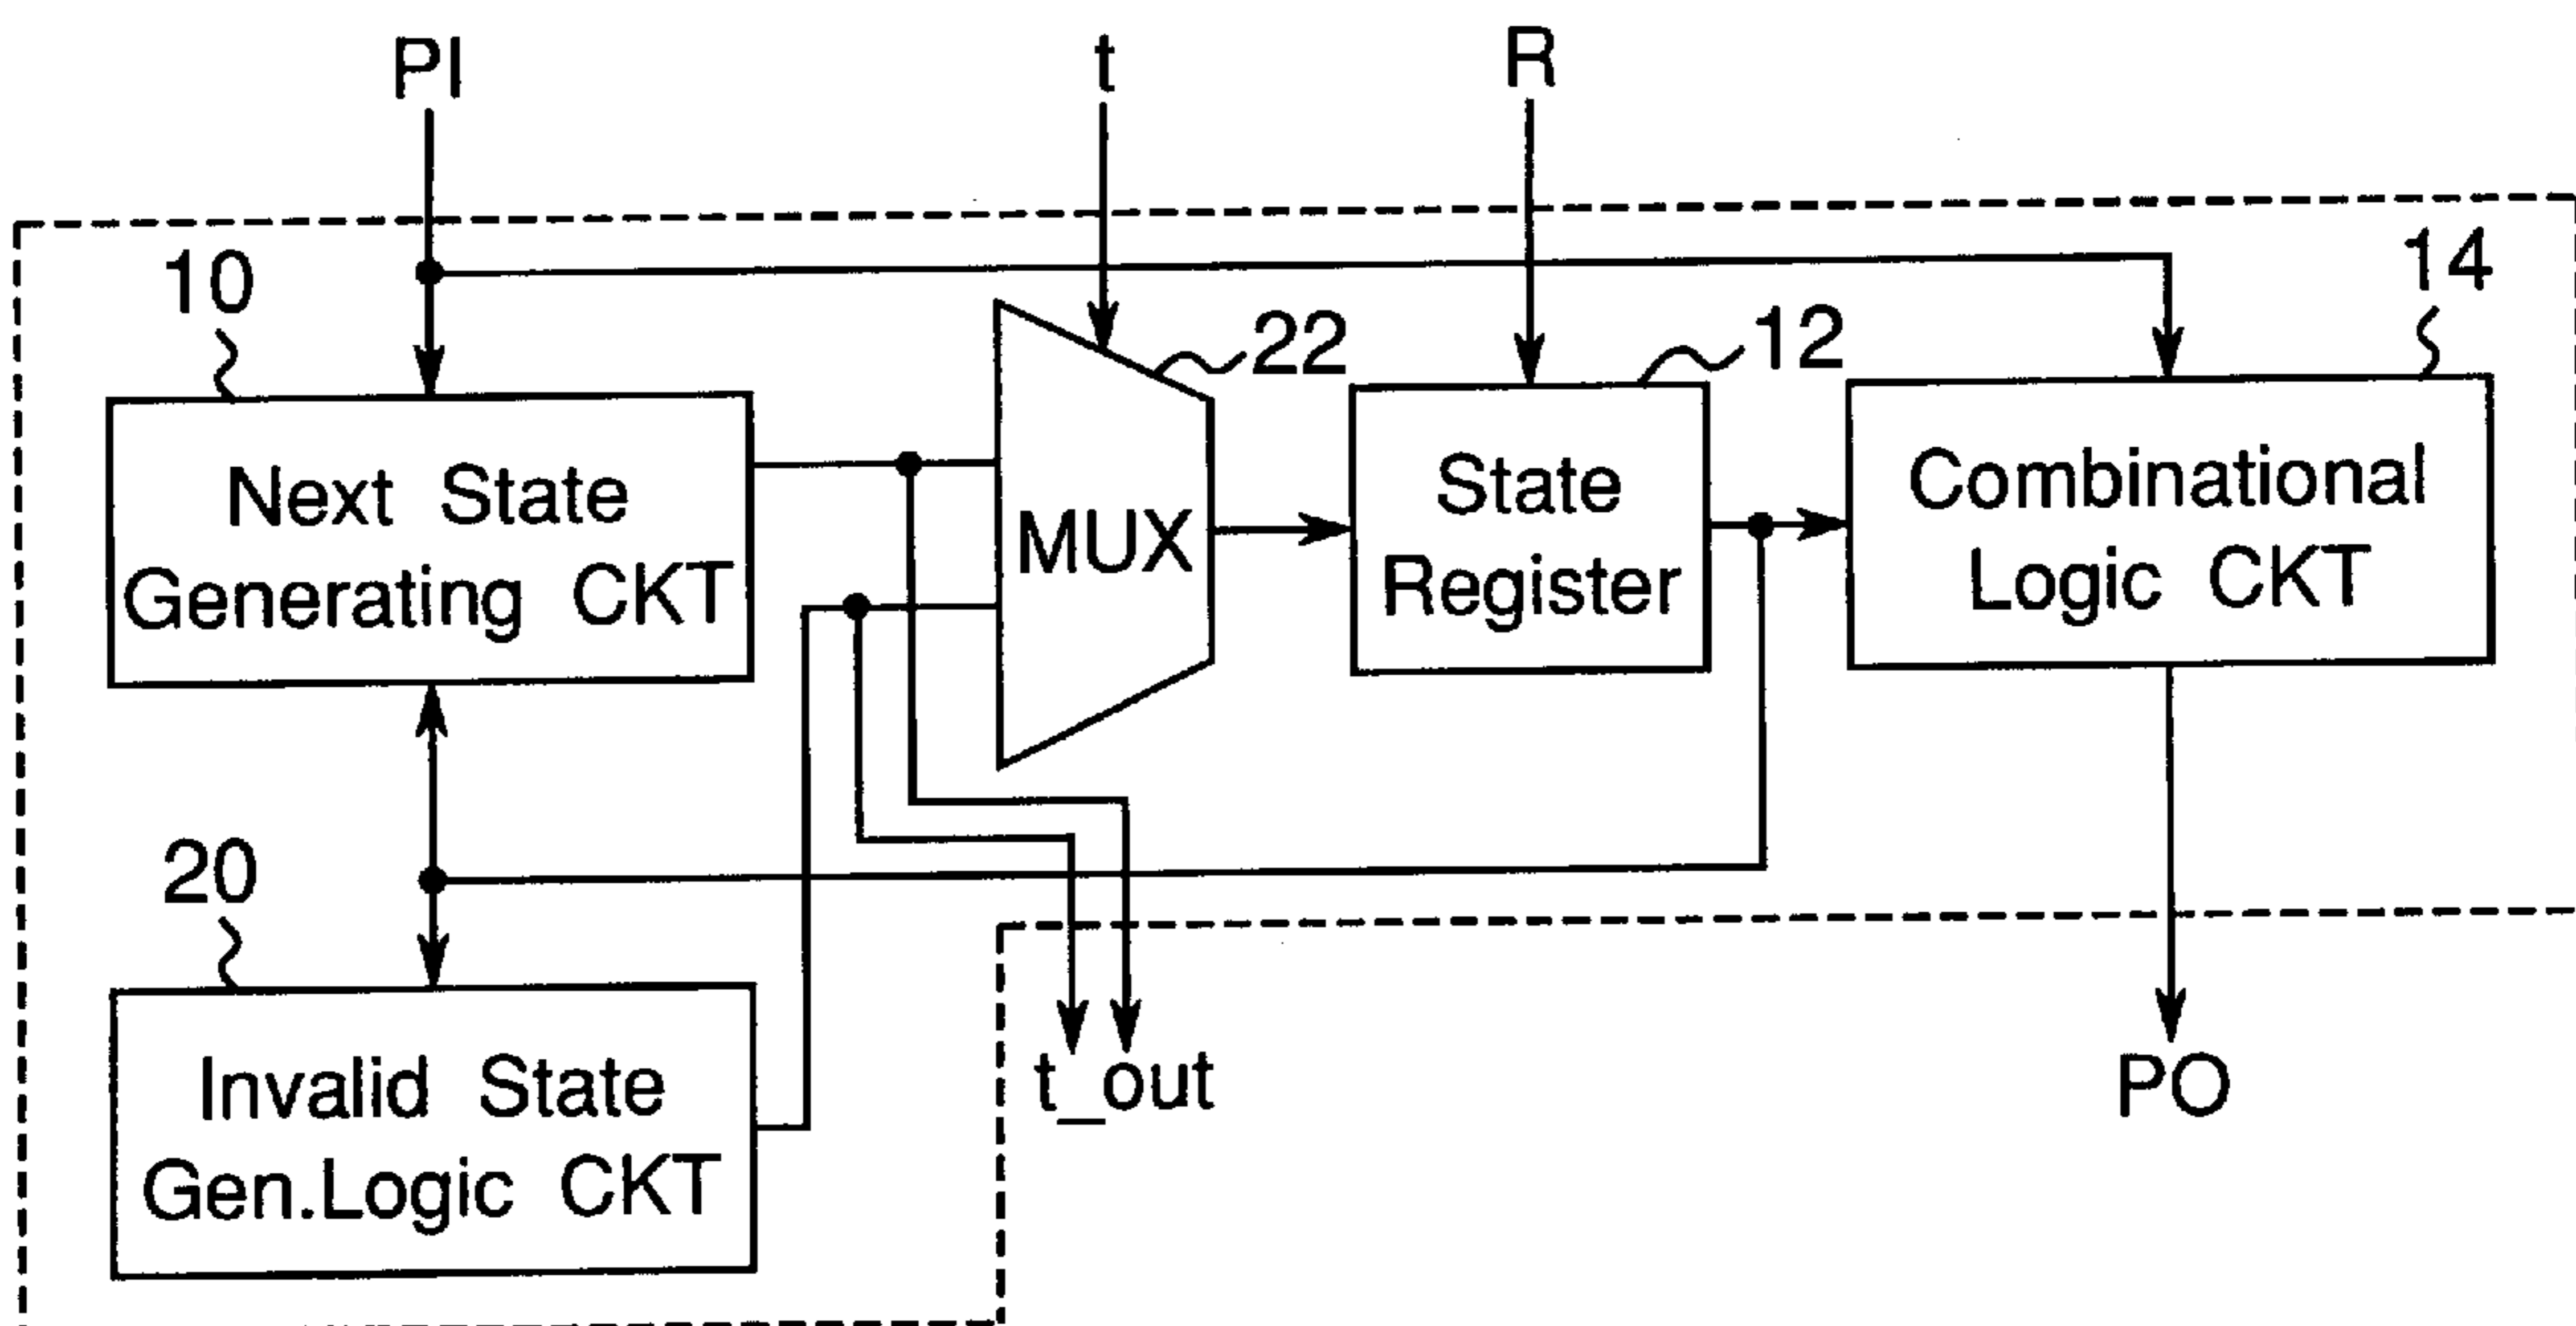 PI
t
R
10
14
22
12
Next State
Generating CKT
MUX
State
Register
Combinational
Logic CKT
20
Invalid State
Gen.Logic CKT
t_out
PO